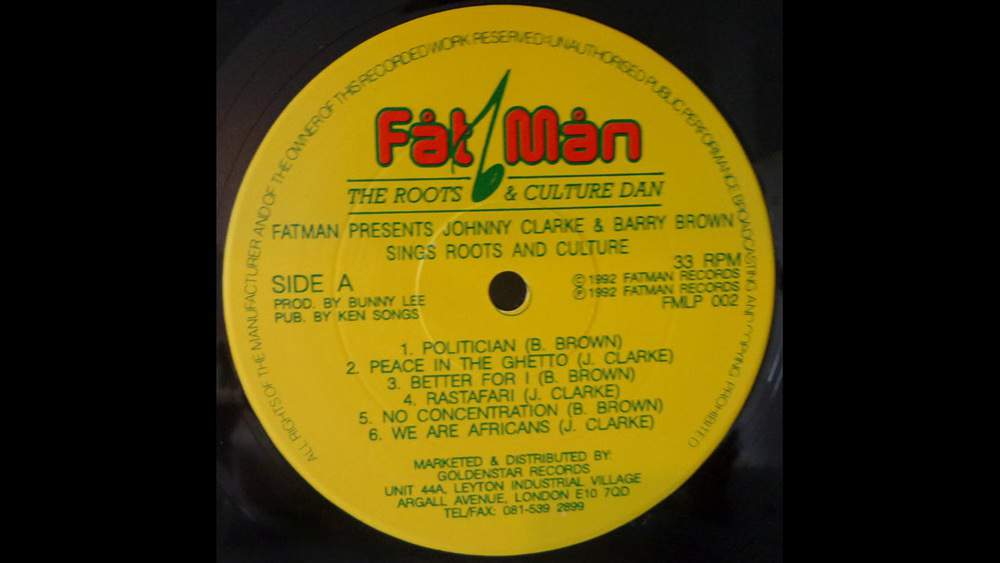 ALL RIGHTS OF THE MANUFACTURER AND OF THE OWNER OF THIS RECORDED WORK RESERVED · UNAUTHORISED PUBLIC PERFORMANCE BROADCASTING AND COPYING PROHIBITED
Fåt Mån
THE ROOTS & CULTURE DAN
FATMAN PRESENTS JOHNNY CLARKE & BARRY BROWN
SINGS ROOTS AND CULTURE
SIDE A
PROD. BY BUNNY LEE
PUB. BY KEN SONGS
33 RPM
© 1992 FATMAN RECORDS
℗ 1992 FATMAN RECORDS
FMLP 002
1. POLITICIAN (B. BROWN)
2. PEACE IN THE GHETTO (J. CLARKE)
3. BETTER FOR I (B. BROWN)
4. RASTAFARI (J. CLARKE)
5. NO CONCENTRATION (B. BROWN)
6. WE ARE AFRICANS (J. CLARKE)
MARKETED & DISTRIBUTED BY:
GOLDENSTAR RECORDS
UNIT 44A, LEYTON INDUSTRIAL VILLAGE
ARGALL AVENUE, LONDON E10 7QD
TEL/FAX: 081-539 2899